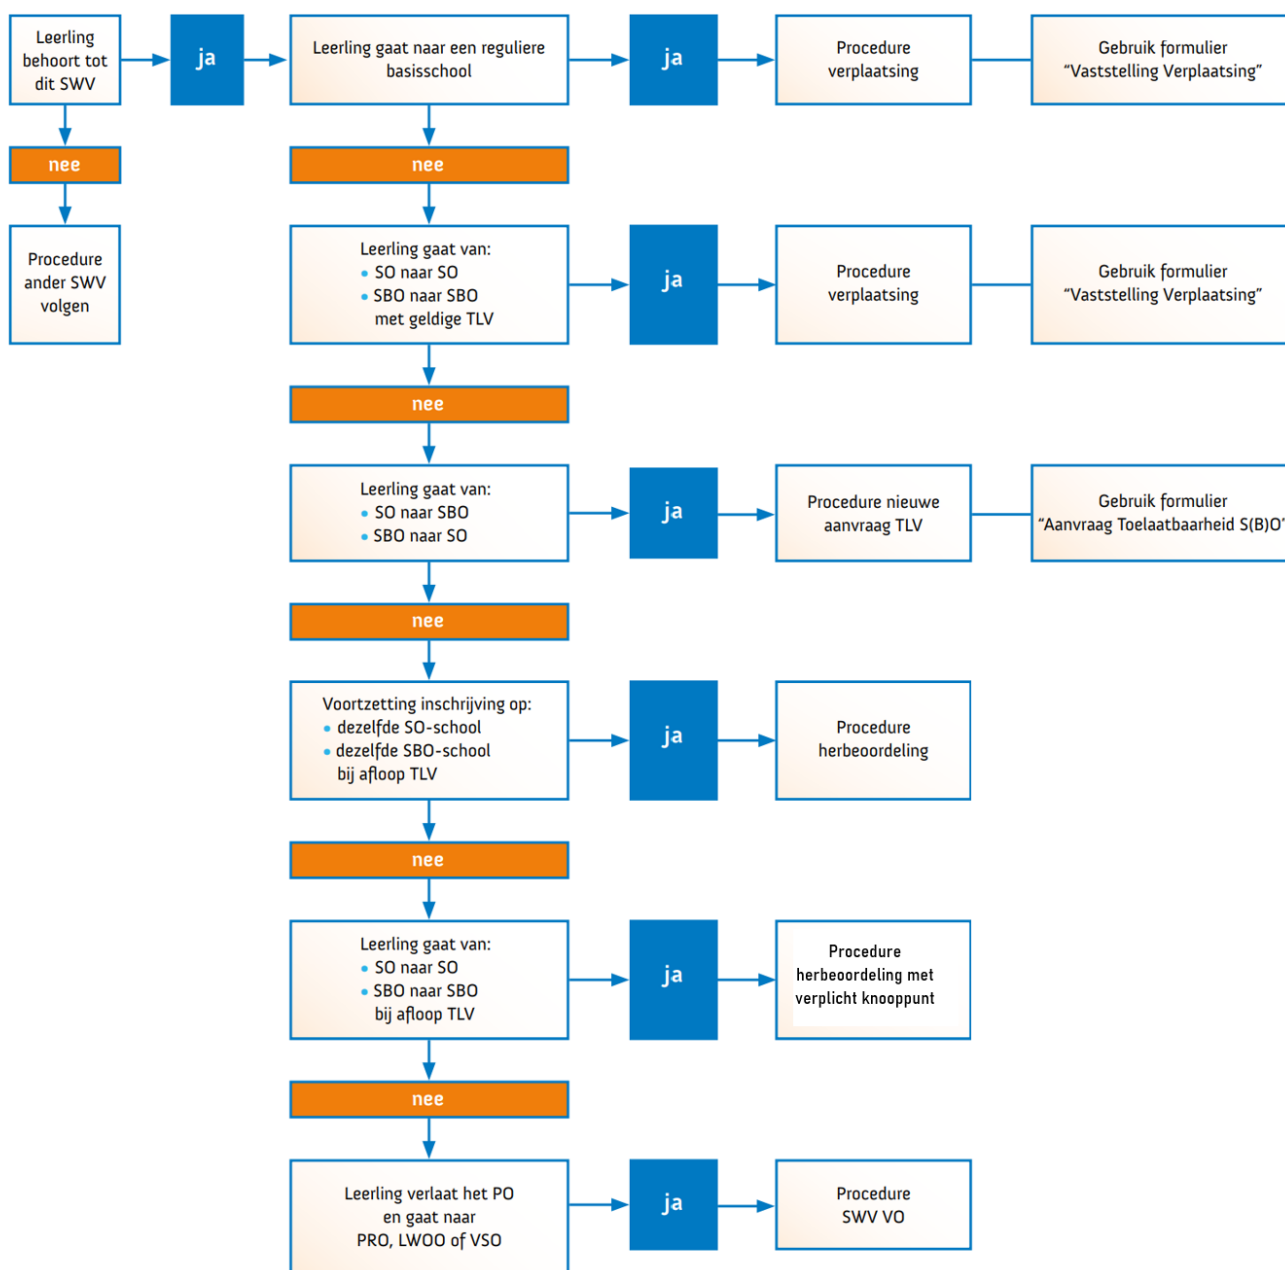 Leerling
behoort tot
dit SWV
ja
Leerling gaat naar een reguliere
basisschool
ja
Procedure
verplaatsing
Gebruik formulier
“Vaststelling Verplaatsing”
nee
nee
Procedure
ander SWV
volgen
Leerling gaat van:
• SO naar SO
• SBO naar SBO
met geldige TLV
ja
Procedure
verplaatsing
Gebruik formulier
“Vaststelling Verplaatsing”
nee
Leerling gaat van:
• SO naar SBO
• SBO naar SO
ja
Procedure nieuwe
aanvraag TLV
Gebruik formulier
“Aanvraag Toelaatbaarheid S(B)O”
nee
Voortzetting inschrijving op:
• dezelfde SO-school
• dezelfde SBO-school
bij afloop TLV
ja
Procedure
herbeoordeling
nee
Leerling gaat van:
• SO naar SO
• SBO naar SBO
bij afloop TLV
ja
Procedure
herbeoordeling met
verplicht knooppunt
nee
Leerling verlaat het PO
en gaat naar
PRO, LWOO of VSO
ja
Procedure
SWV VO